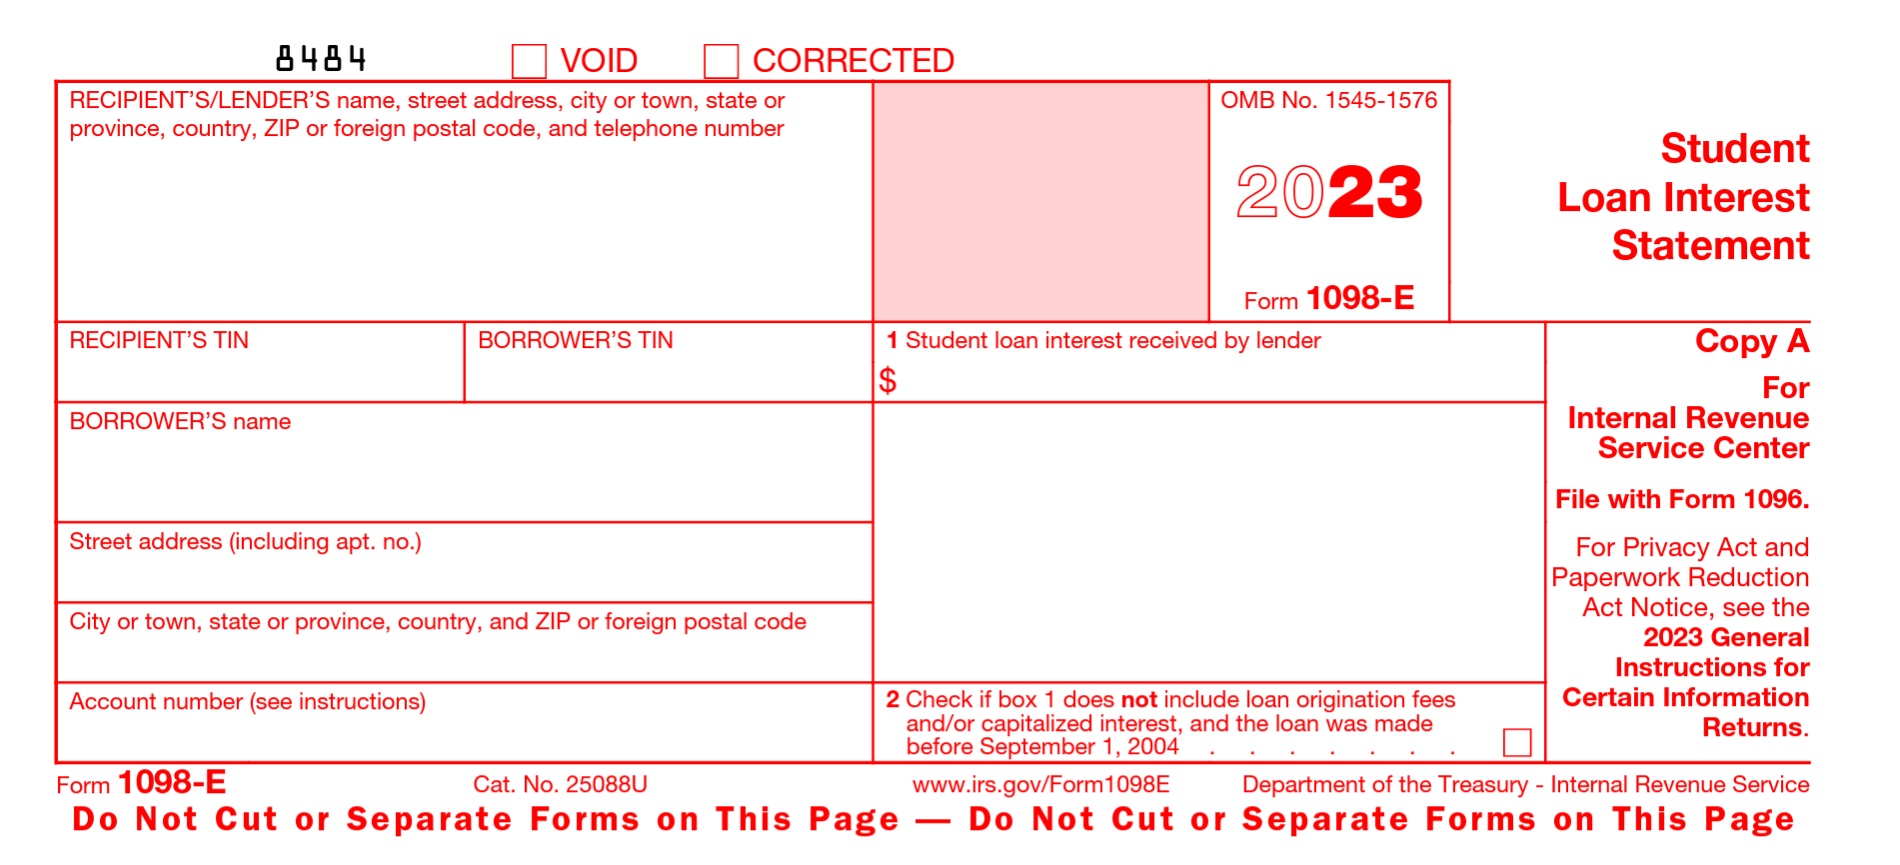 8484
VOID
CORRECTED
RECIPIENT'S/LENDER'S name, street address, city or town, state or
province, country, ZIP or foreign postal code, and telephone number
OMB No. 1545-1576
2023
Form 1098-E
Student
Loan Interest
Statement
RECIPIENT'S TIN
BORROWER'S TIN
1 Student loan interest received by lender
$
Copy A
For
Internal Revenue
Service Center
File with Form 1096.
For Privacy Act and
Paperwork Reduction
Act Notice, see the
2023 General
Instructions for
Certain Information
Returns.
BORROWER'S name
Street address (including apt. no.)
City or town, state or province, country, and ZIP or foreign postal code
Account number (see instructions)
2 Check if box 1 does not include loan origination fees
and/or capitalized interest, and the loan was made
before September 1, 2004 . . . . . . .
Form 1098-E
Cat. No. 25088U
www.irs.gov/Form1098E
Department of the Treasury - Internal Revenue Service
Do Not Cut or Separate Forms on This Page — Do Not Cut or Separate Forms on This Page